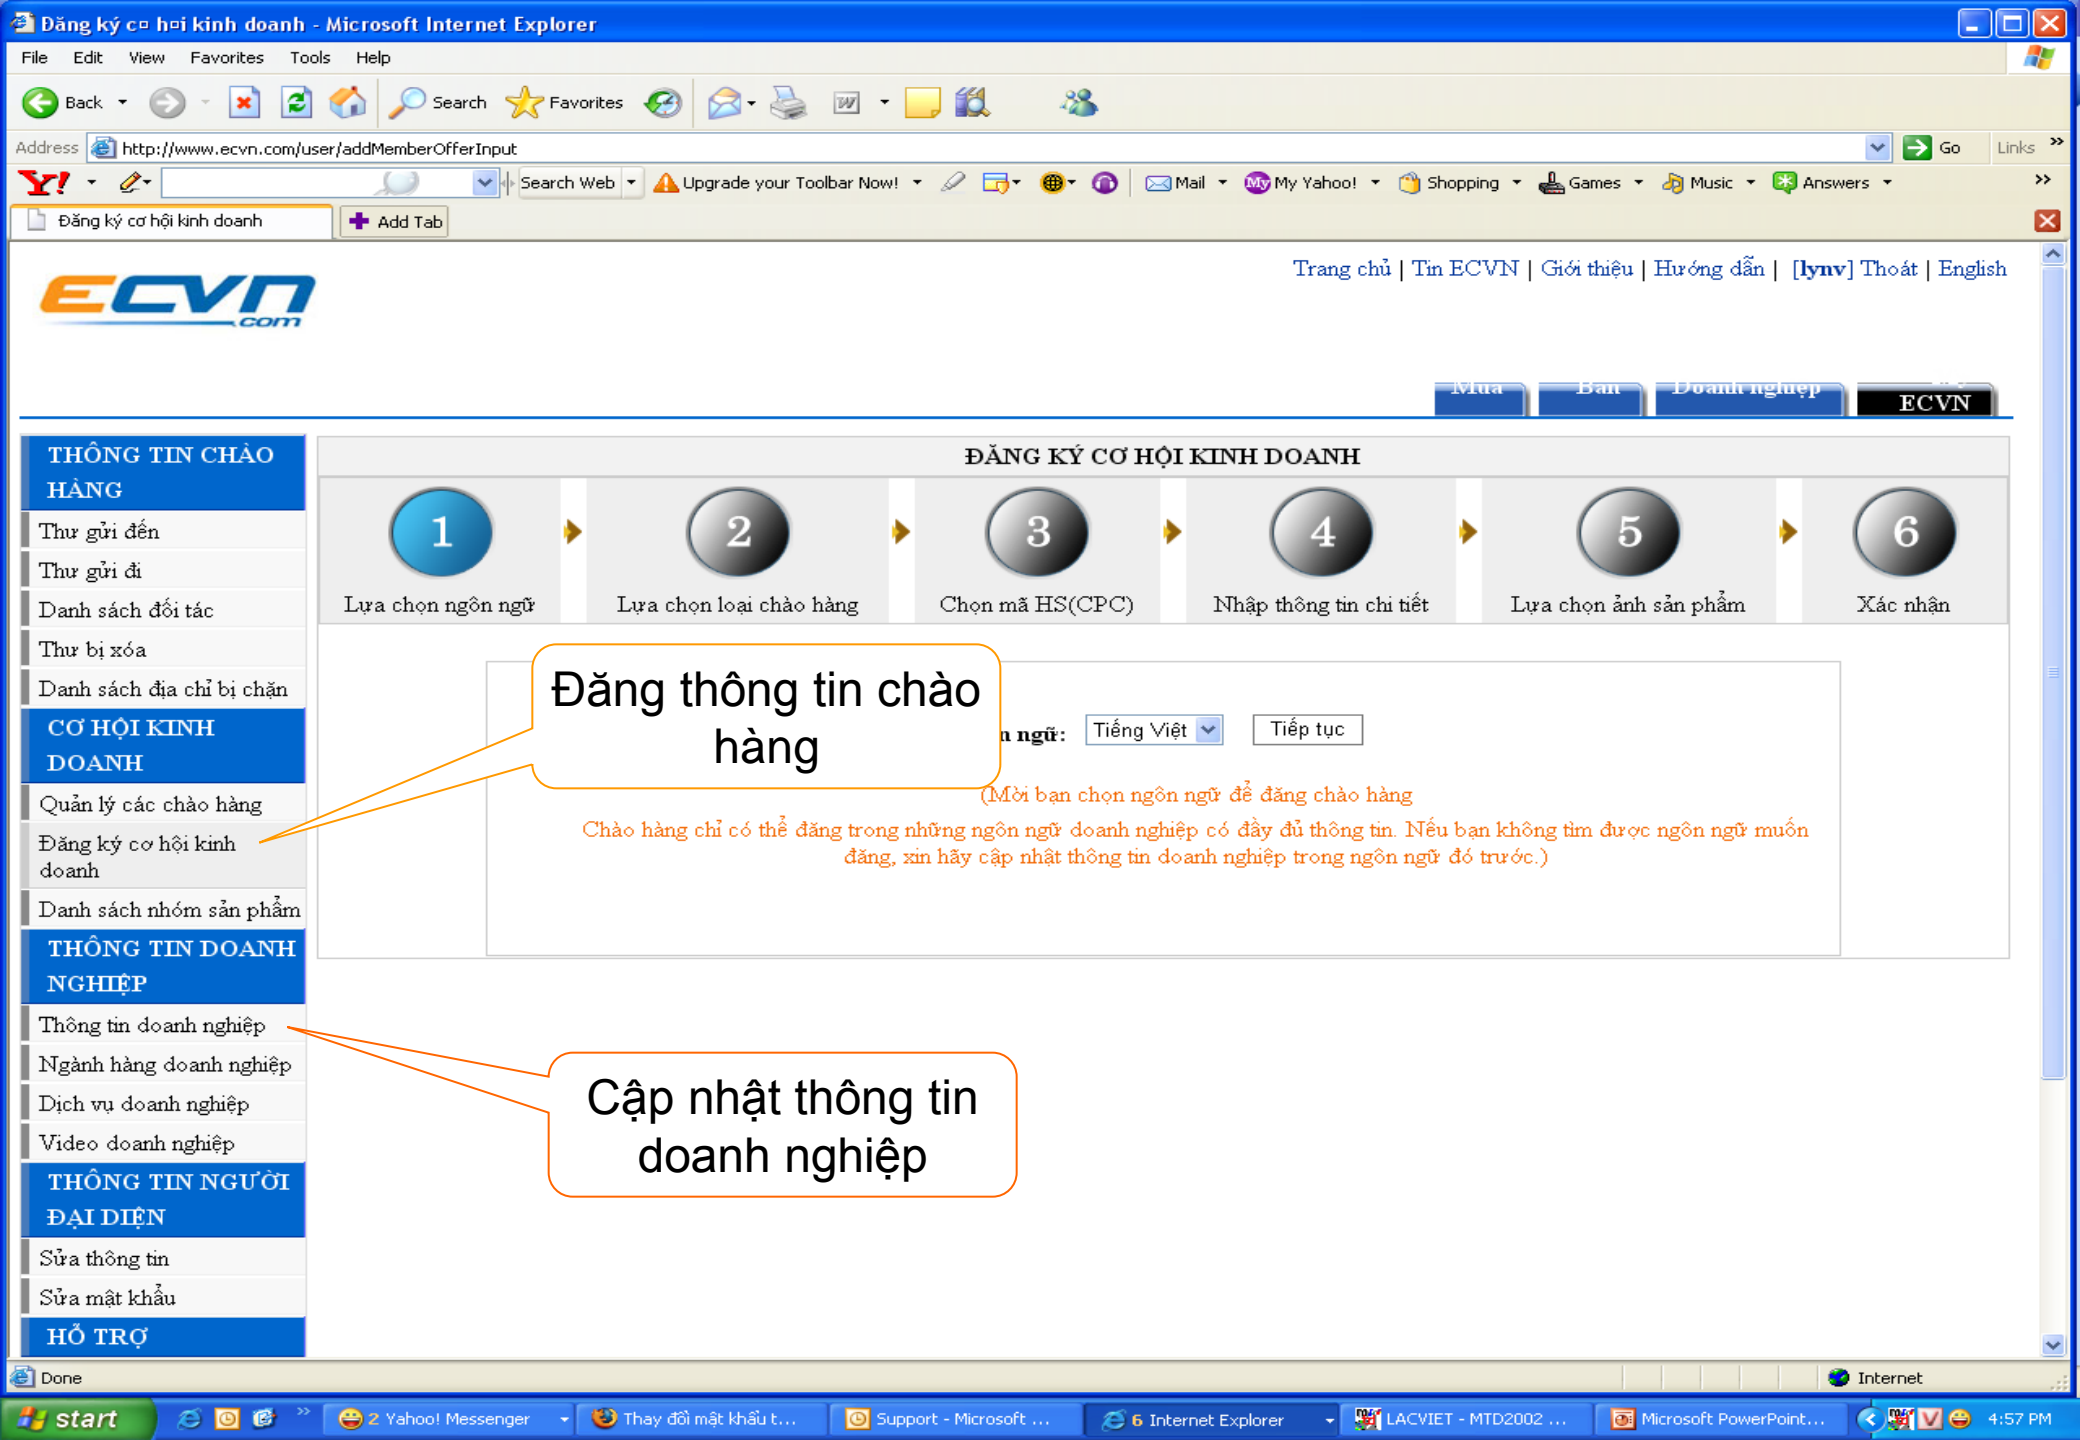 Đăng ký c¤ h¤i kinh doanh - Microsoft Internet Explorer
File Edit View Favorites Tools Help
Back Search Favorites
Address http://www.ecvn.com/user/addMemberOfferInput Go Links »
Y! Search Web Upgrade your Toolbar Now! Mail My Yahoo! Shopping Games Music Answers »
Đăng ký cơ hội kinh doanh Add Tab
Trang chủ | Tin ECVN | Giới thiệu | Hướng dẫn | [lynv] Thoát | English
ECVN
.com
Mua Bán Doanh nghiệp
ECVN
THÔNG TIN CHÀO
HÀNG
Thư gửi đến
Thư gửi đi
Danh sách đối tác
Thư bị xóa
Danh sách địa chỉ bị chặn
CƠ HỘI KINH
DOANH
Quản lý các chào hàng
Đăng ký cơ hội kinh
doanh
Danh sách nhóm sản phẩm
THÔNG TIN DOANH
NGHIỆP
Thông tin doanh nghiệp
Ngành hàng doanh nghiệp
Dịch vụ doanh nghiệp
Video doanh nghiệp
THÔNG TIN NGƯỜI
ĐẠI DIỆN
Sửa thông tin
Sửa mật khẩu
HỖ TRỢ
ĐĂNG KÝ CƠ HỘI KINH DOANH
1 2 3 4 5 6
Lựa chọn ngôn ngữ Lựa chọn loại chào hàng Chọn mã HS(CPC) Nhập thông tin chi tiết Lựa chọn ảnh sản phẩm Xác nhận
Đăng thông tin chào
hàng
ngữ: Tiếng Việt Tiếp tục
(Mời bạn chọn ngôn ngữ để đăng chào hàng
Chào hàng chỉ có thể đăng trong những ngôn ngữ doanh nghiệp có đầy đủ thông tin. Nếu bạn không tìm được ngôn ngữ muốn
đăng, xin hãy cập nhật thông tin doanh nghiệp trong ngôn ngữ đó trước.)
Cập nhật thông tin
doanh nghiệp
Done Internet
start » 2 Yahoo! Messenger Thay đổi mật khẩu t... Support - Microsoft ... 6 Internet Explorer LACVIET - MTD2002 ... Microsoft PowerPoint... 4:57 PM